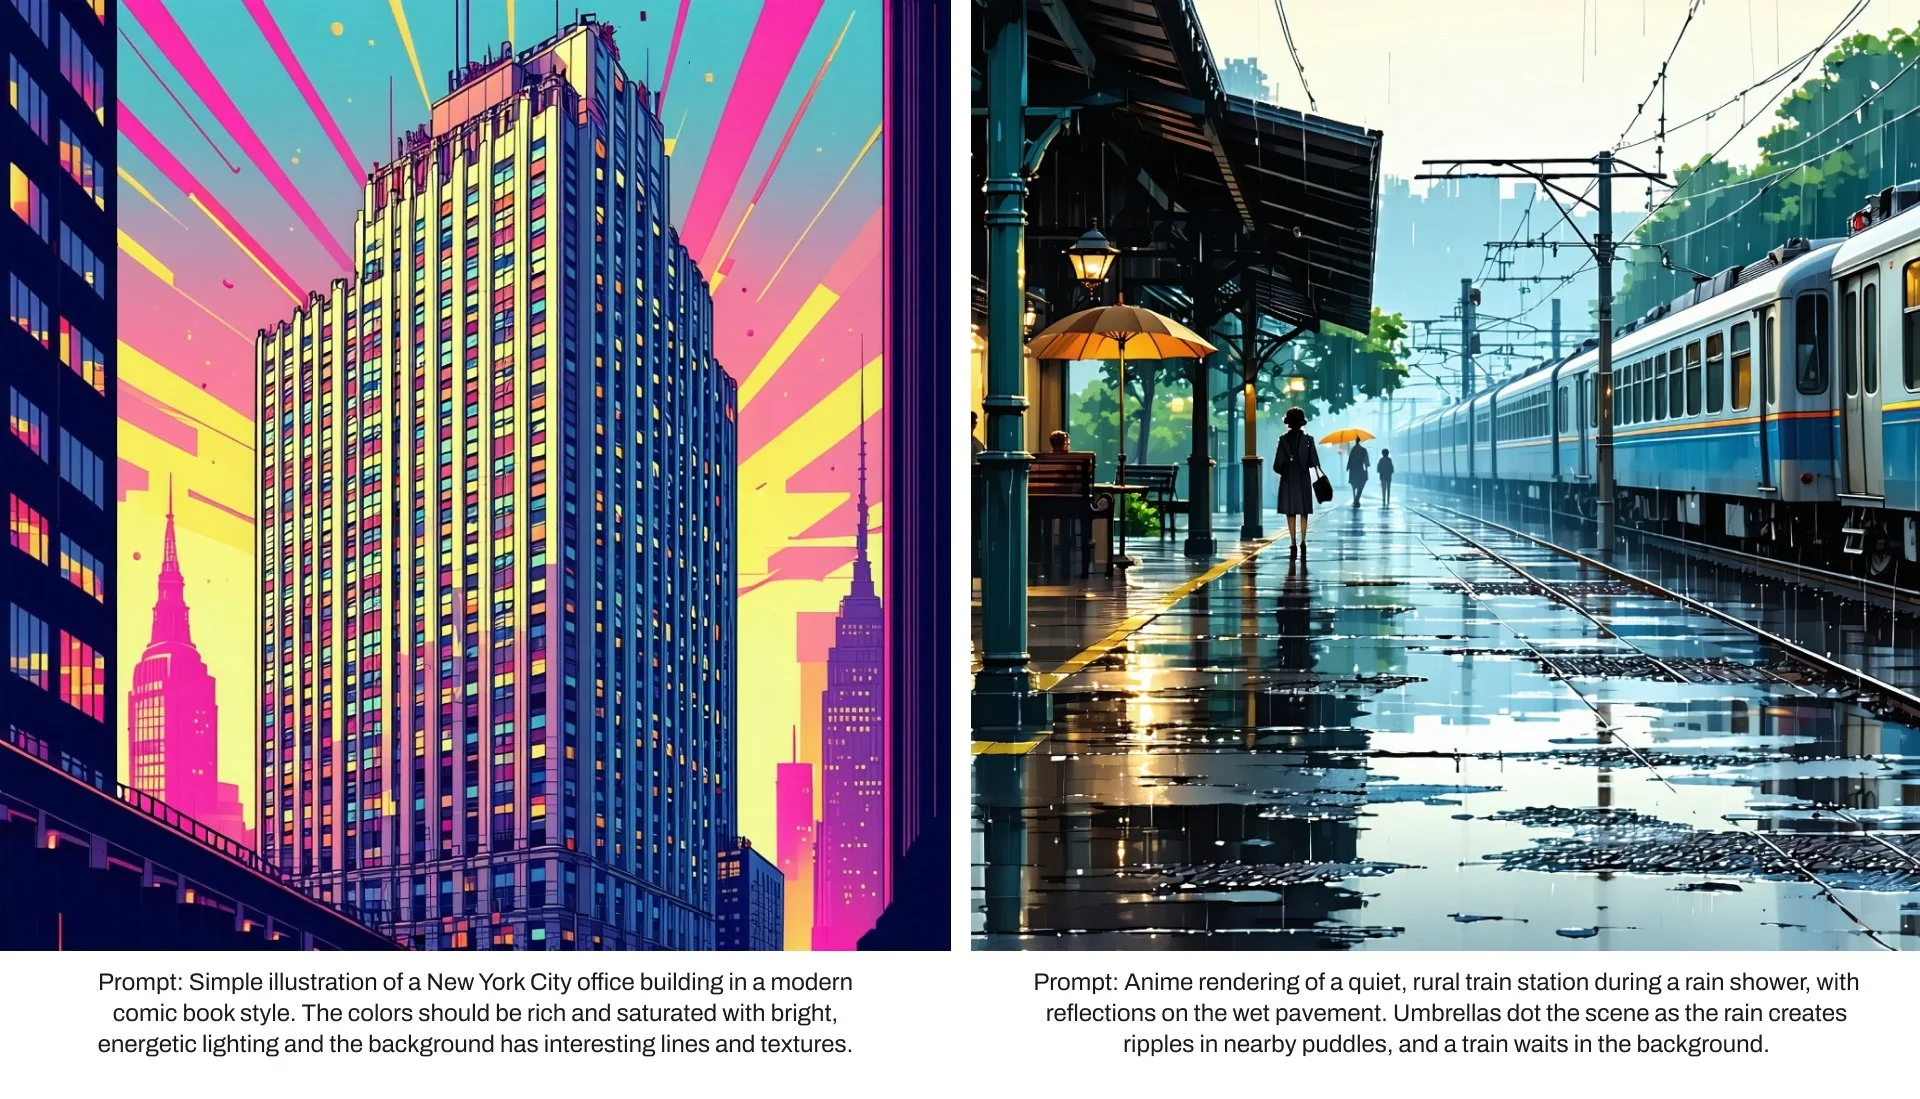 Prompt: Simple illustration of a New York City office building in a modern
comic book style. The colors should be rich and saturated with bright,
energetic lighting and the background has interesting lines and textures.
Prompt: Anime rendering of a quiet, rural train station during a rain shower, with
reflections on the wet pavement. Umbrellas dot the scene as the rain creates
ripples in nearby puddles, and a train waits in the background.